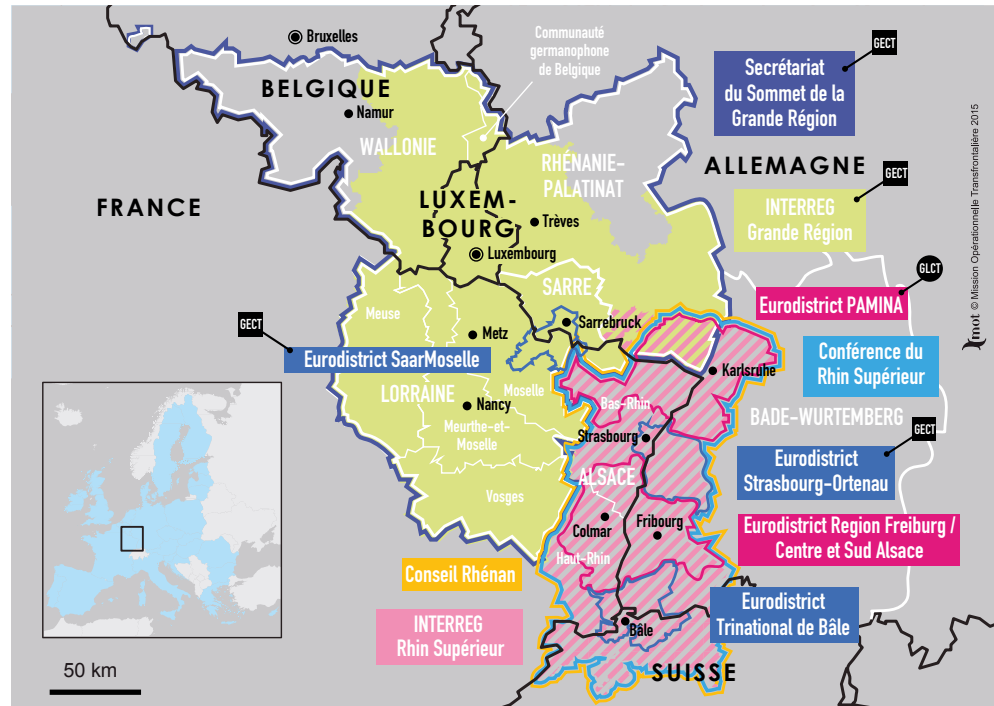 Bruxelles
BELGIQUE
Namur
WALLONIE
Communauté
germanophone
de Belgique
GECT
Secrétariat
du Sommet de la
Grande Région
RHÉNANIE-
PALATINAT
ALLEMAGNE
FRANCE
LUXEM-
BOURG
Trèves
Luxembourg
GECT
INTERREG
Grande Région
SARRE
GLCT
Eurodistrict PAMINA
Meuse
Metz
Sarrebruck
GECT
Eurodistrict SaarMoselle
Conférence du
Rhin Supérieur
Karlsruhe
LORRAINE
Moselle
Nancy
Meurthe-et-
Moselle
Bas-Rhin
Strasbourg
BADE-WURTEMBERG
GECT
Eurodistrict
Strasbourg-Ortenau
Vosges
ALSACE
Colmar
Fribourg
Haut-Rhin
Eurodistrict Region Freiburg /
Centre et Sud Alsace
Conseil Rhénan
INTERREG
Rhin Supérieur
Bâle
Eurodistrict
Trinational de Bâle
SUISSE
50 km
mot © Mission Opérationnelle Transfrontalière 2015